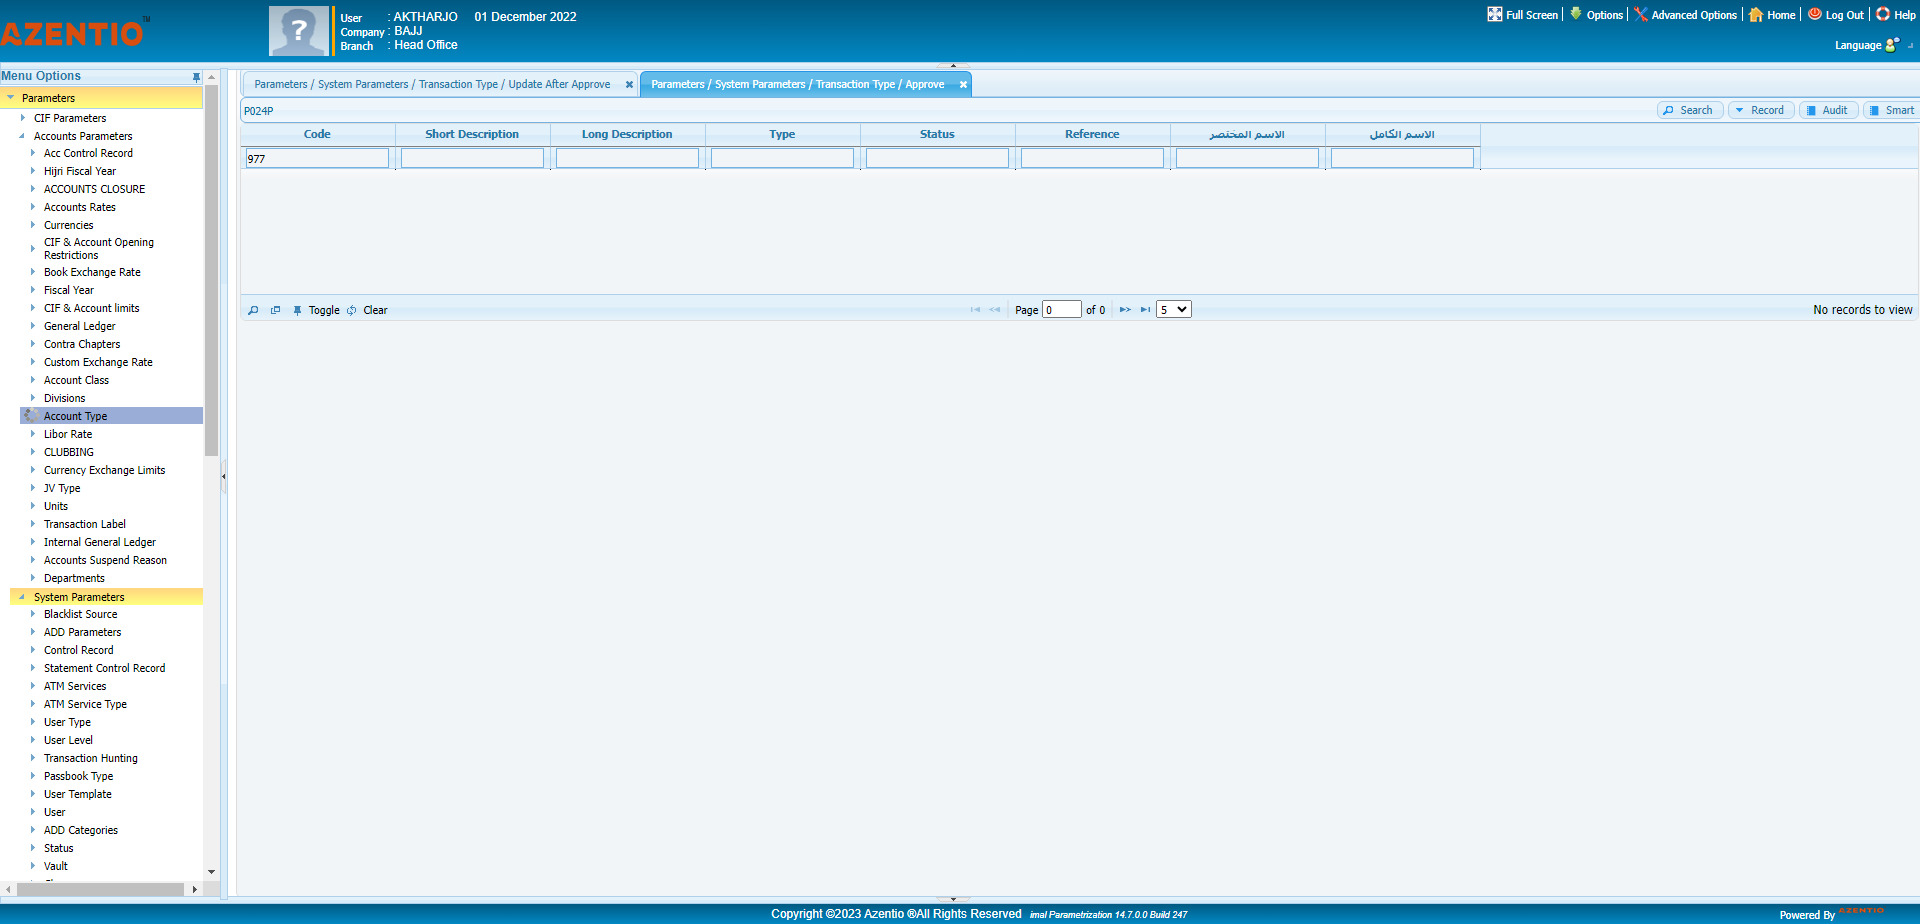 AZENTIO™
User : AKTHARJO 01 December 2022
Company : BAJJ
Branch : Head Office
Full Screen Options Advanced Options Home Log Out Help
Language
Menu Options
Parameters
CIF Parameters
Accounts Parameters
Acc Control Record
Hijri Fiscal Year
ACCOUNTS CLOSURE
Accounts Rates
Currencies
CIF & Account Opening
Restrictions
Book Exchange Rate
Fiscal Year
CIF & Account limits
General Ledger
Contra Chapters
Custom Exchange Rate
Account Class
Divisions
Account Type
Libor Rate
CLUBBING
Currency Exchange Limits
JV Type
Units
Transaction Label
Internal General Ledger
Accounts Suspend Reason
Departments
System Parameters
Blacklist Source
ADD Parameters
Control Record
Statement Control Record
ATM Services
ATM Service Type
User Type
User Level
Transaction Hunting
Passbook Type
User Template
User
ADD Categories
Status
Vault
Parameters / System Parameters / Transaction Type / Update After Approve
Parameters / System Parameters / Transaction Type / Approve
P024P
Search Record Audit Smart
Code Short Description Long Description Type Status Reference الاسم المختصر الاسم الكامل
977
Toggle Clear
Page 0 of 0 5
No records to view
Copyright ©2023 Azentio ®All Rights Reserved imal Parametrization 14.7.0.0 Build 247
Powered By AZENTIO